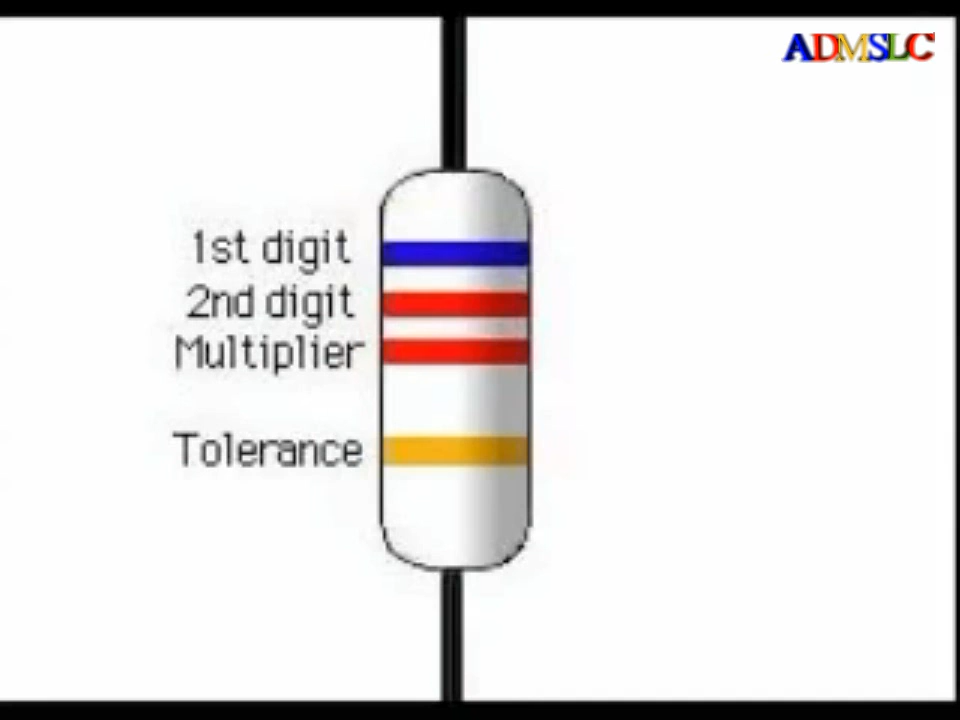 ADMSLC
1st digit
2nd digit
Multiplier
Tolerance